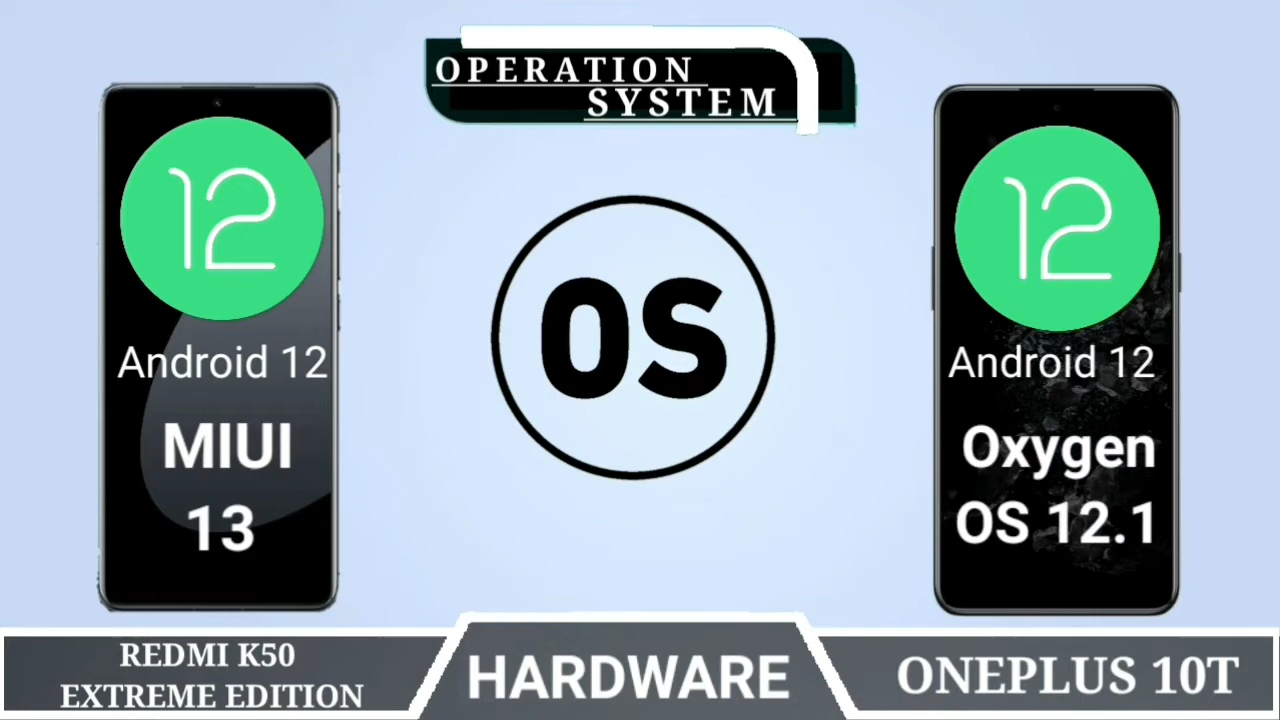 OPERATION
SYSTEM
12
Android 12
MIUI
13
OS
12
Android 12
Oxygen
OS 12.1
REDMI K50
EXTREME EDITION
HARDWARE
ONEPLUS 10T